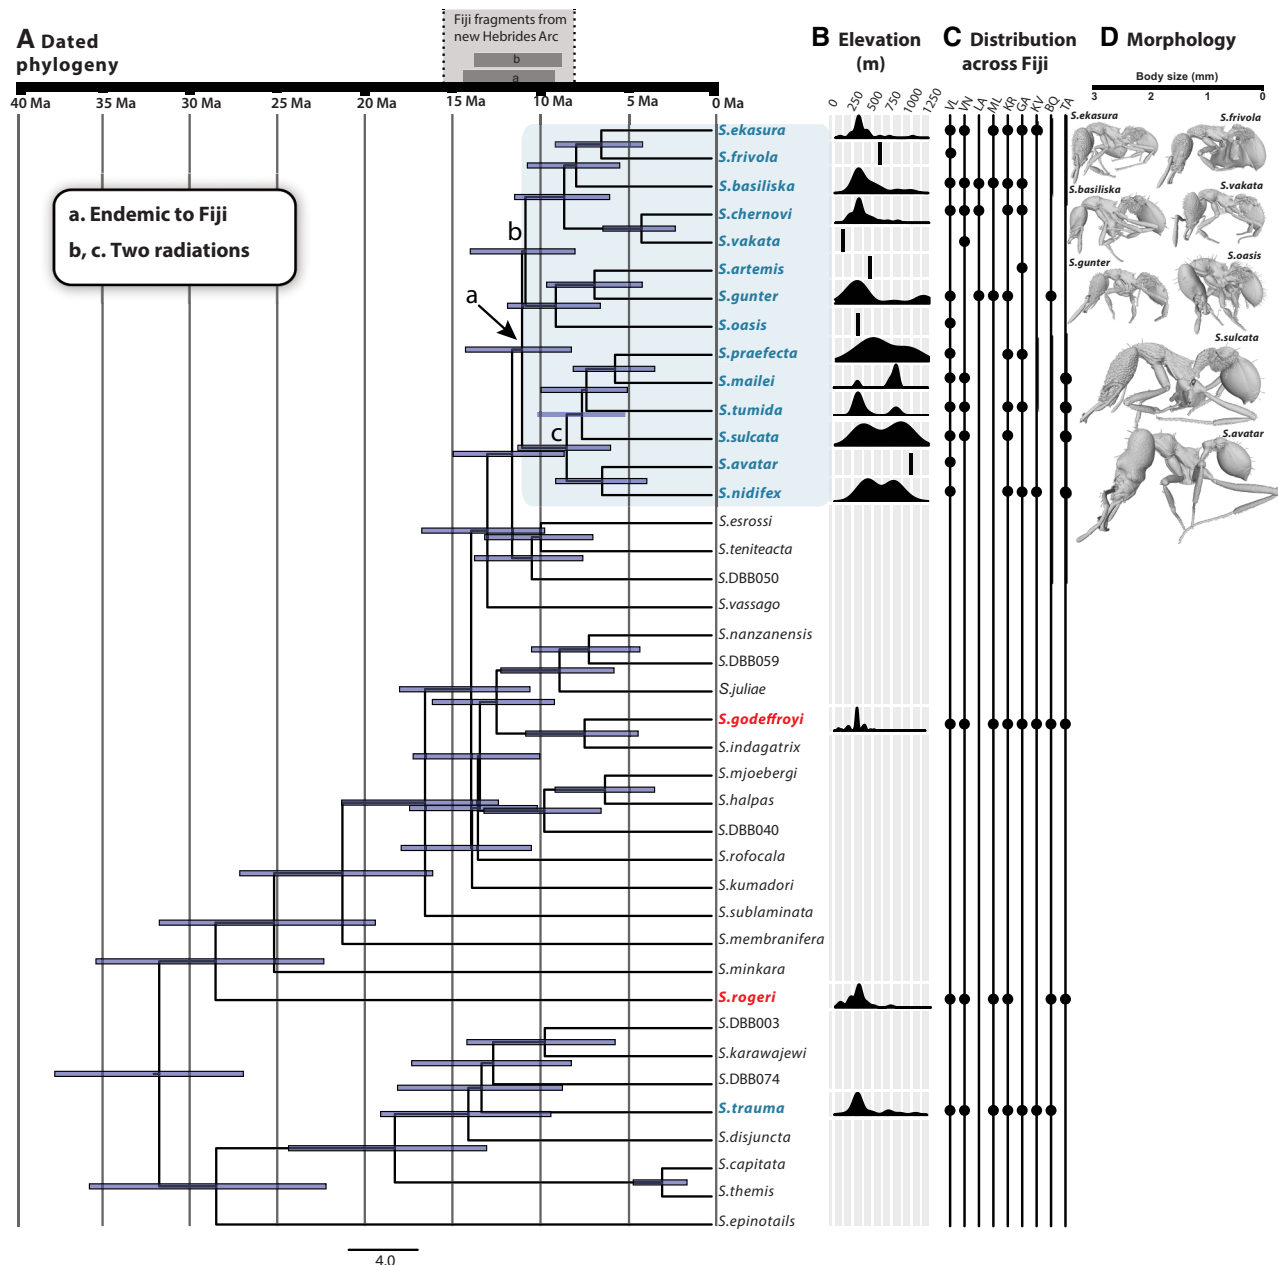 Fiji fragments from
new Hebrides Arc
b
a
A Dated
phylogeny
B Elevation
(m)
C Distribution
across Fiji
D Morphology
Body size (mm)
3 2 1 0
40 Ma 35 Ma 30 Ma 25 Ma 20 Ma 15 Ma 10 Ma 5 Ma 0 Ma
0 250 500 750 1000 1250
VL VN LA ML KR GA KV BQ TA
a. Endemic to Fiji
b, c. Two radiations
b
a
c
S.ekasura
S.frivola
S.basiliska
S.chernovi
S.vakata
S.artemis
S.gunter
S.oasis
S.praefecta
S.mailei
S.tumida
S.sulcata
S.avatar
S.nidifex
S.esrossi
S.teniteacta
S.DBB050
S.vassago
S.nanzanensis
S.DBB059
S.juliae
S.godeffroyi
S.indagatrix
S.mjoebergi
S.halpas
S.DBB040
S.rofocala
S.kumadori
S.sublaminata
S.membranifera
S.minkara
S.rogeri
S.DBB003
S.karawajewi
S.DBB074
S.trauma
S.disjuncta
S.capitata
S.themis
S.epinotails
4.0
S.ekasura
S.frivola
S.basiliska
S.vakata
S.gunter
S.oasis
S.sulcata
S.avatar